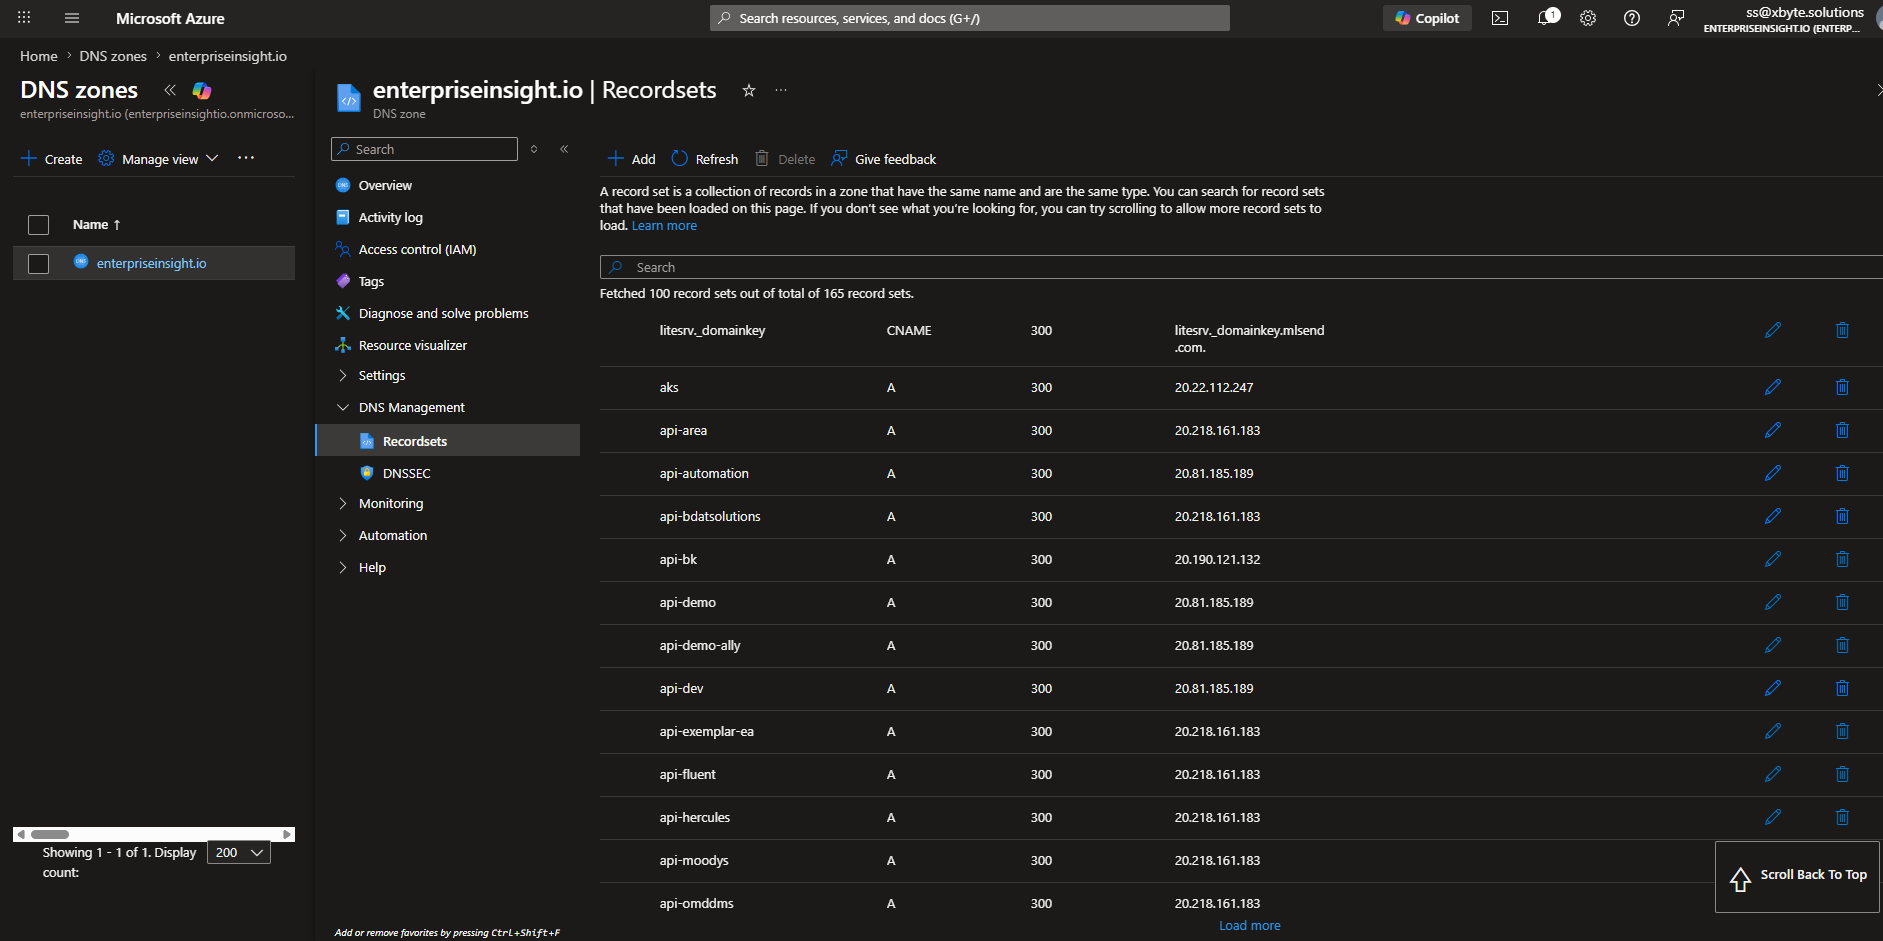 Microsoft Azure
Search resources, services, and docs (G+/)
Copilot
1
ss@xbyte.solutions
ENTERPRISEINSIGHT.IO (ENTERP...
Home > DNS zones > enterpriseinsight.io
DNS zones
enterpriseinsight.io (enterpriseinsightio.onmicroso...
Create
Manage view
Name ↑
enterpriseinsight.io
Showing 1 - 1 of 1. Display
count:
200
enterpriseinsight.io | Recordsets
DNS zone
Search
Overview
Activity log
Access control (IAM)
Tags
Diagnose and solve problems
Resource visualizer
Settings
DNS Management
Recordsets
DNSSEC
Monitoring
Automation
Help
Add or remove favorites by pressing Ctrl+Shift+F
Add
Refresh
Delete
Give feedback
A record set is a collection of records in a zone that have the same name and are the same type. You can search for record sets
that have been loaded on this page. If you don't see what you're looking for, you can try scrolling to allow more record sets to
load. Learn more
Search
Fetched 100 record sets out of total of 165 record sets.
litesrv._domainkey CNAME 300 litesrv._domainkey.mlsend
.com.
aks A 300 20.22.112.247
api-area A 300 20.218.161.183
api-automation A 300 20.81.185.189
api-bdatsolutions A 300 20.218.161.183
api-bk A 300 20.190.121.132
api-demo A 300 20.81.185.189
api-demo-ally A 300 20.81.185.189
api-dev A 300 20.81.185.189
api-exemplar-ea A 300 20.218.161.183
api-fluent A 300 20.218.161.183
api-hercules A 300 20.218.161.183
api-moodys A 300 20.218.161.183
api-omddms A 300 20.218.161.183
Load more
Scroll Back To Top